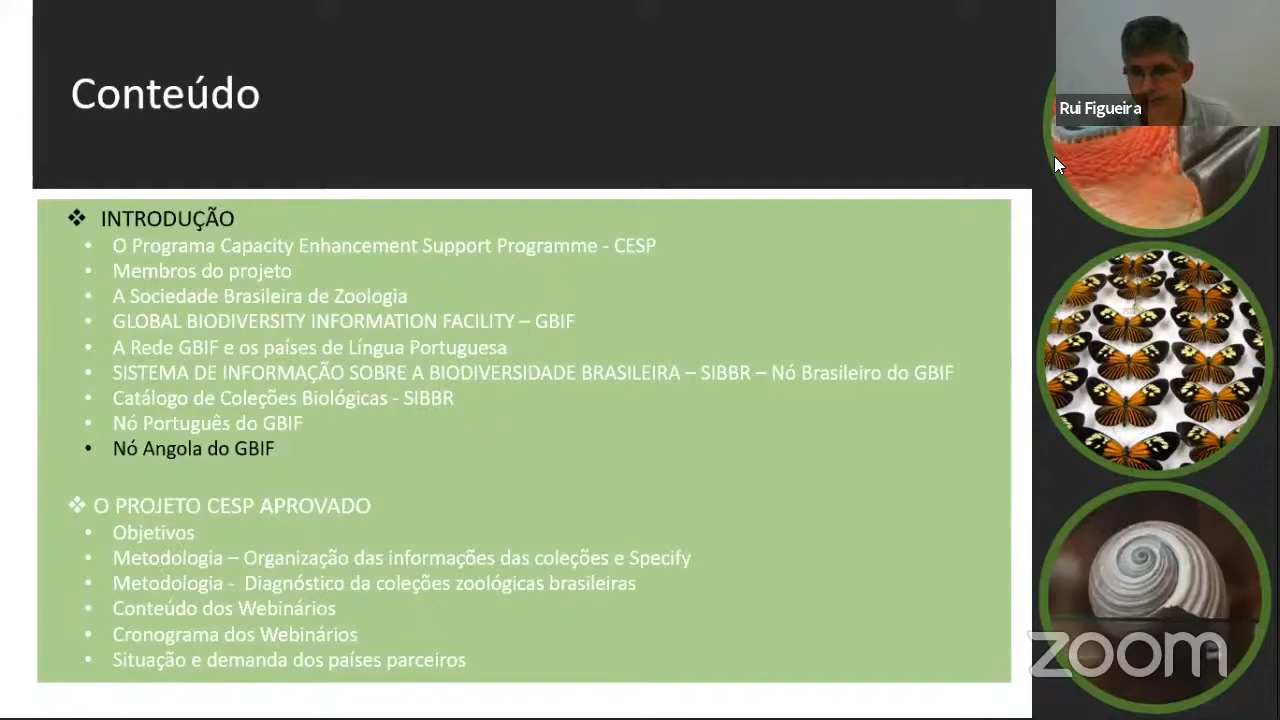 Conteúdo
Rui Figueira
❖ INTRODUÇÃO
• O Programa Capacity Enhancement Support Programme - CESP
• Membros do projeto
• A Sociedade Brasileira de Zoologia
• GLOBAL BIODIVERSITY INFORMATION FACILITY – GBIF
• A Rede GBIF e os países de Língua Portuguesa
• SISTEMA DE INFORMAÇÃO SOBRE A BIODIVERSIDADE BRASILEIRA – SIBBR – Nó Brasileiro do GBIF
• Catálogo de Coleções Biológicas - SIBBR
• Nó Português do GBIF
• Nó Angola do GBIF
❖ O PROJETO CESP APROVADO
• Objetivos
• Metodologia – Organização das informações das coleções e Specify
• Metodologia - Diagnóstico da coleções zoológicas brasileiras
• Conteúdo dos Webinários
• Cronograma dos Webinários
• Situação e demanda dos países parceiros
zoom